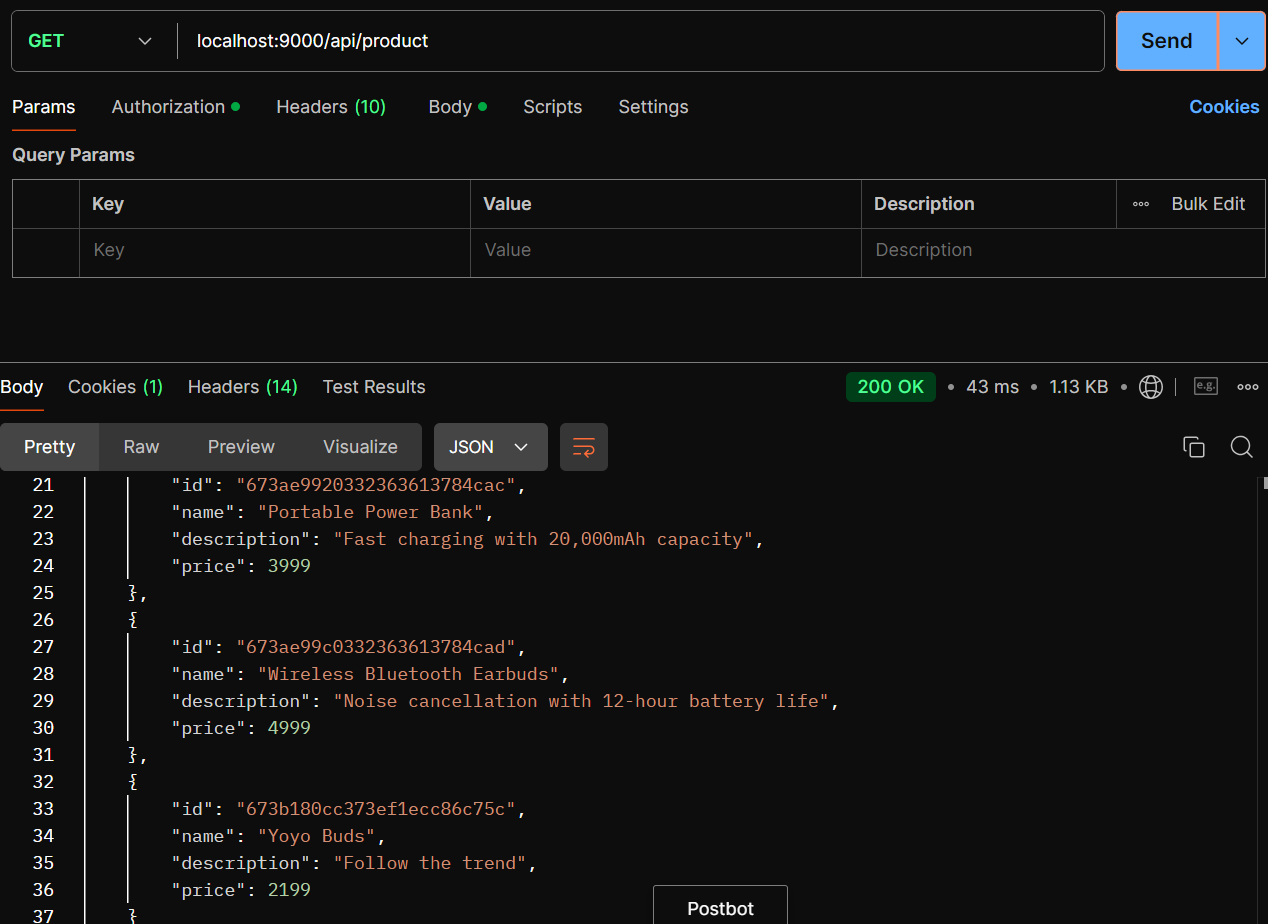 GET localhost:9000/api/product Send
Params Authorization Headers (10) Body Scripts Settings Cookies
Query Params
Key Value Description Bulk Edit
Key Value Description
Body Cookies (1) Headers (14) Test Results 200 OK • 43 ms • 1.13 KB • e.g.
Pretty Raw Preview Visualize JSON
21 "id": "673ae9920332363613784cac",
22 "name": "Portable Power Bank",
23 "description": "Fast charging with 20,000mAh capacity",
24 "price": 3999
25 },
26 {
27 "id": "673ae99c0332363613784cad",
28 "name": "Wireless Bluetooth Earbuds",
29 "description": "Noise cancellation with 12-hour battery life",
30 "price": 4999
31 },
32 {
33 "id": "673b180cc373ef1ecc86c75c",
34 "name": "Yoyo Buds",
35 "description": "Follow the trend",
36 "price": 2199
37 }
Postbot